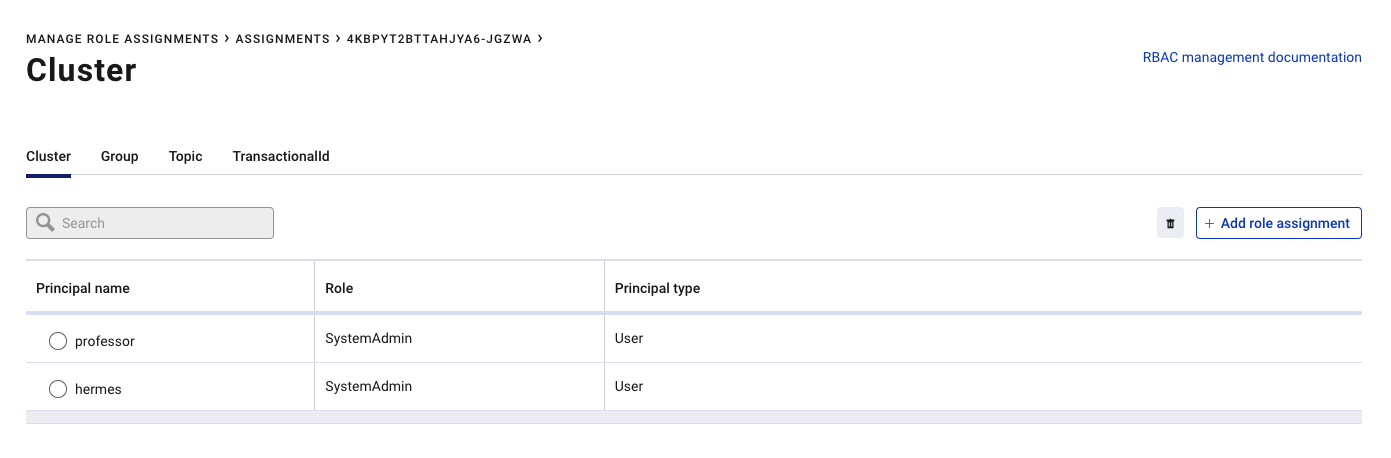 MANAGE ROLE ASSIGNMENTS › ASSIGNMENTS › 4KBPYT2BTTAHJYA6-JGZWA ›
Cluster
RBAC management documentation
Cluster Group Topic TransactionalId
Search
+ Add role assignment
Principal name Role Principal type
professor SystemAdmin User
hermes SystemAdmin User